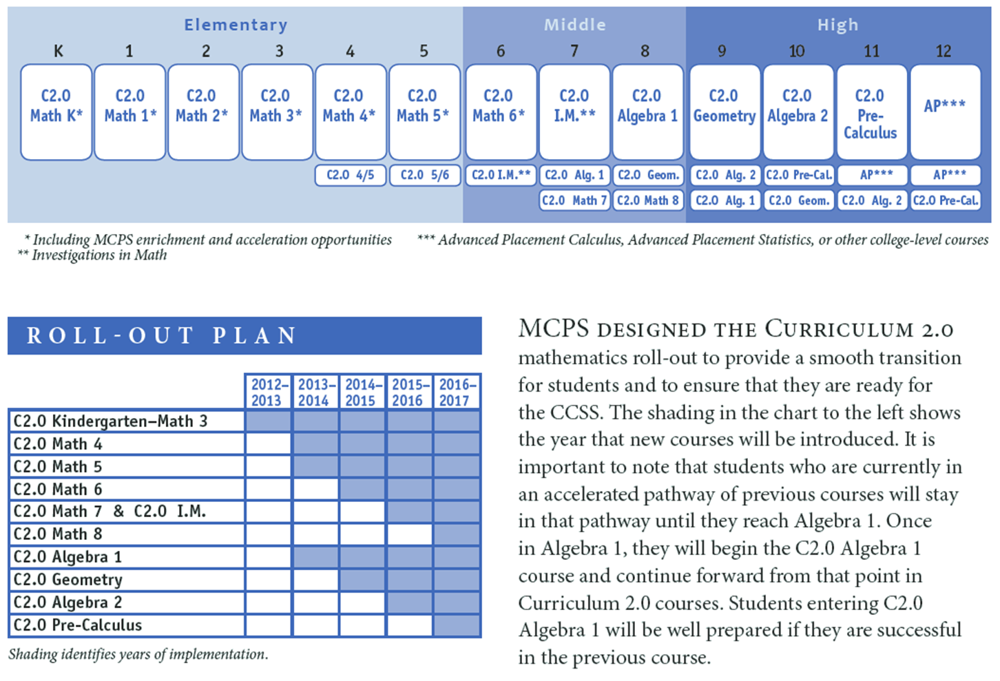 Elementary Middle High
K 1 2 3 4 5 6 7 8 9 10 11 12
C2.0 Math K*
C2.0 Math 1*
C2.0 Math 2*
C2.0 Math 3*
C2.0 Math 4*
C2.0 Math 5*
C2.0 Math 6*
C2.0 I.M.**
C2.0 Algebra 1
C2.0 Geometry
C2.0 Algebra 2
C2.0 Pre-Calculus
AP***
C2.0 4/5 C2.0 5/6 C2.0 I.M.** C2.0 Alg. 1 C2.0 Geom. C2.0 Alg. 2 C2.0 Pre-Cal. AP*** AP***
C2.0 Math 7 C2.0 Math 8 C2.0 Alg. 1 C2.0 Geom. C2.0 Alg. 2 C2.0 Pre-Cal.
* Including MCPS enrichment and acceleration opportunities
** Investigations in Math
*** Advanced Placement Calculus, Advanced Placement Statistics, or other college-level courses
ROLL-OUT PLAN
2012– 2013– 2014– 2015– 2016–
2013 2014 2015 2016 2017
C2.0 Kindergarten–Math 3
C2.0 Math 4
C2.0 Math 5
C2.0 Math 6
C2.0 Math 7 & C2.0 I.M.
C2.0 Math 8
C2.0 Algebra 1
C2.0 Geometry
C2.0 Algebra 2
C2.0 Pre-Calculus
Shading identifies years of implementation.
MCPS DESIGNED THE CURRICULUM 2.0
mathematics roll-out to provide a smooth transition
for students and to ensure that they are ready for
the CCSS. The shading in the chart to the left shows
the year that new courses will be introduced. It is
important to note that students who are currently in
an accelerated pathway of previous courses will stay
in that pathway until they reach Algebra 1. Once
in Algebra 1, they will begin the C2.0 Algebra 1
course and continue forward from that point in
Curriculum 2.0 courses. Students entering C2.0
Algebra 1 will be well prepared if they are successful
in the previous course.